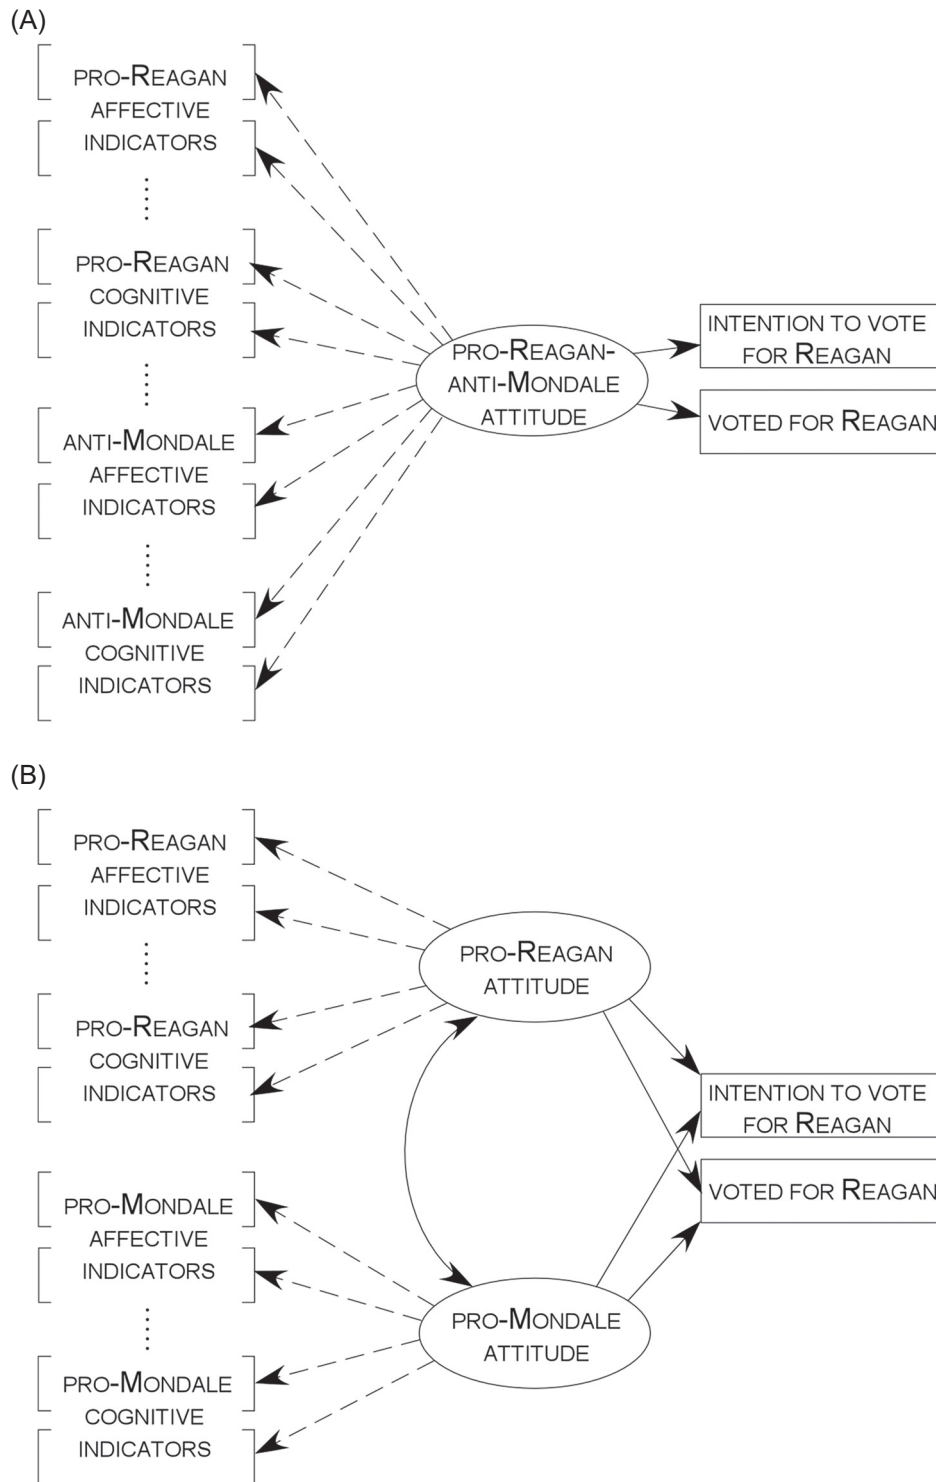 (A)
PRO-REAGAN
AFFECTIVE
INDICATORS
PRO-REAGAN
COGNITIVE
INDICATORS
ANTI-MONDALE
AFFECTIVE
INDICATORS
ANTI-MONDALE
COGNITIVE
INDICATORS
PRO-REAGAN-
ANTI-MONDALE
ATTITUDE
INTENTION TO VOTE
FOR REAGAN
VOTED FOR REAGAN
(B)
PRO-REAGAN
AFFECTIVE
INDICATORS
PRO-REAGAN
COGNITIVE
INDICATORS
PRO-MONDALE
AFFECTIVE
INDICATORS
PRO-MONDALE
COGNITIVE
INDICATORS
PRO-REAGAN
ATTITUDE
PRO-MONDALE
ATTITUDE
INTENTION TO VOTE
FOR REAGAN
VOTED FOR REAGAN